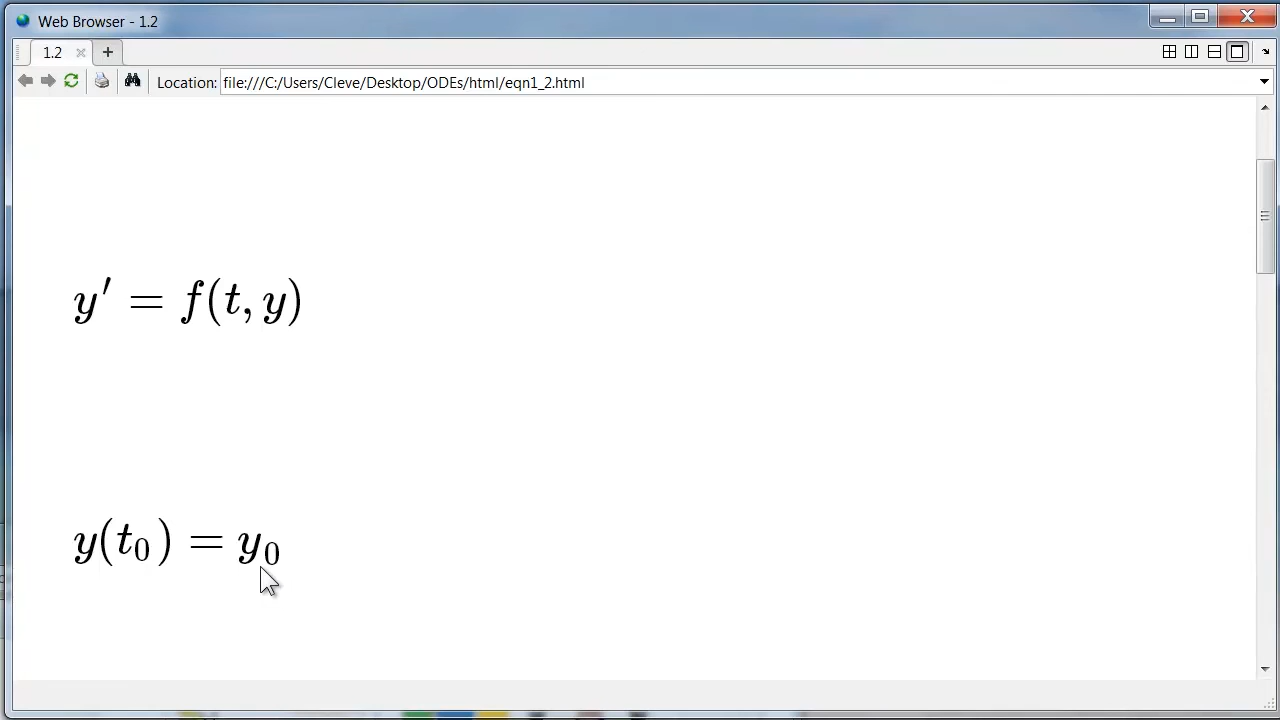 Web Browser - 1.2
1.2
Location: file:///C:/Users/Cleve/Desktop/ODEs/html/eqn1_2.html
y′ = f(t, y)
y(t₀) = y₀